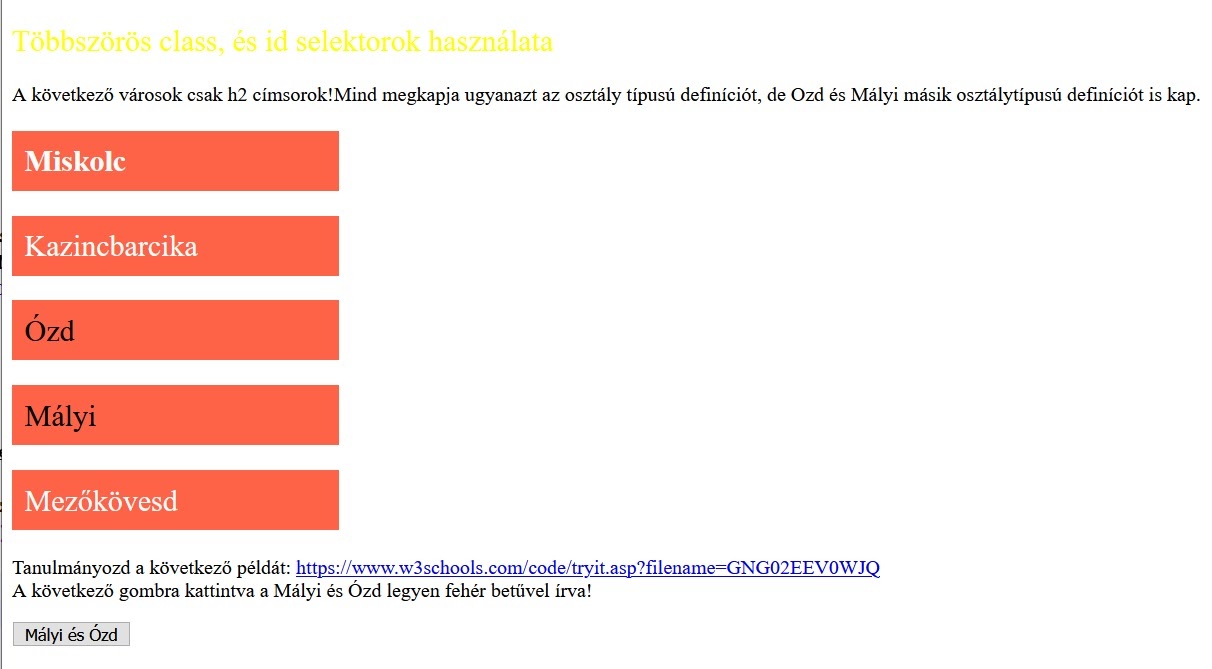 Többszörös class, és id selektorok használata
A következő városok csak h2 címsorok!Mind megkapja ugyanazt az osztály típusú definíciót, de Ozd és Mályi másik osztálytípusú definíciót is kap.
Miskolc
Kazincbarcika
Ózd
Mályi
Mezőkövesd
Tanulmányozd a következő példát: https://www.w3schools.com/code/tryit.asp?filename=GNG02EEV0WJQ
A következő gombra kattintva a Mályi és Ózd legyen fehér betűvel írva!
Mályi és Ózd